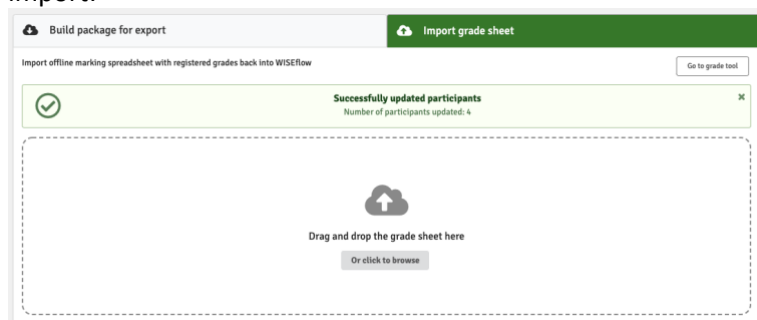 import.
Build package for export
Import grade sheet
Import offline marking spreadsheet with registered grades back into WISEflow
Go to grade tool
Successfully updated participants
Number of participants updated: 4
Drag and drop the grade sheet here
Or click to browse